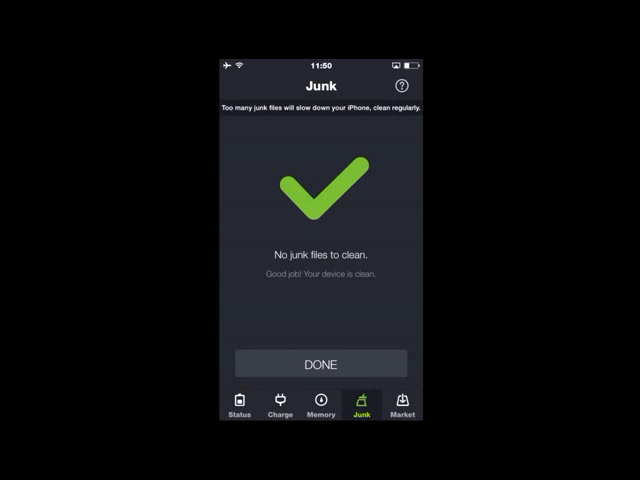 11:50
Junk
?
Too many junk files will slow down your iPhone, clean regularly.
No junk files to clean.
Good job! Your device is clean.
DONE
Status Charge Memory Junk Market